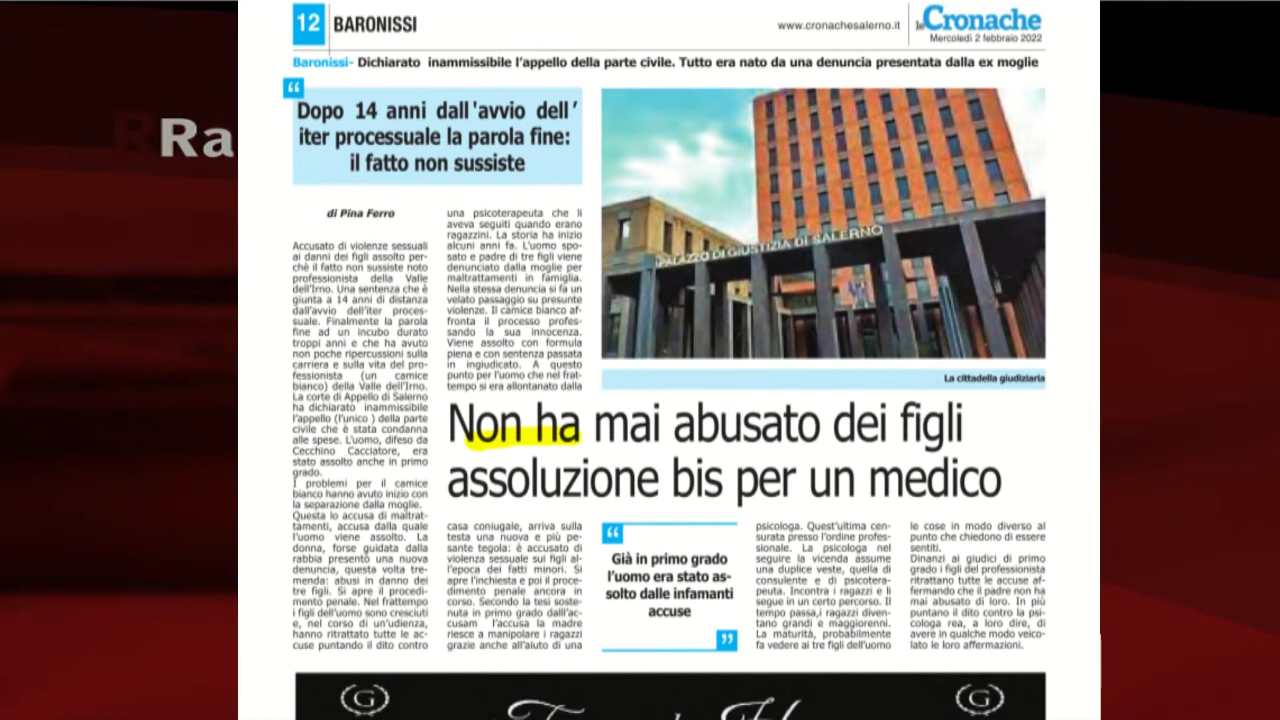 Ra
12 BARONISSI
www.cronachesalerno.it
le Cronache
Mercoledì 2 febbraio 2022
Baronissi- Dichiarato inammissibile l'appello della parte civile. Tutto era nato da una denuncia presentata dalla ex moglie
“
Dopo 14 anni dall'avvio dell'
iter processuale la parola fine:
il fatto non sussiste
PALAZZO DI GIUSTIZIA DI SALERNO
La cittadella giudiziaria
Non ha mai abusato dei figli
assoluzione bis per un medico
di Pina Ferro
Accusato di violenze sessuali
ai danni dei figli assolto per-
chè il fatto non sussiste noto
professionista della Valle
dell'Irno. Una sentenza che è
giunta a 14 anni di distanza
dall'avvio dell'iter proces-
suale. Finalmente la parola
fine ad un incubo durato
troppi anni e che ha avuto
non poche ripercussioni sulla
carriera e sulla vita del pro-
fessionista (un camice
bianco) della Valle dell'Irno.
La corte di Appello di Salerno
ha dichiarato inammissibile
l'appello (l'unico ) della parte
civile che è stata condanna
alle spese. L'uomo, difeso da
Cecchino Cacciatore, era
stato assolto anche in primo
grado.
I problemi per il camice
bianco hanno avuto inizio con
la separazione dalla moglie.
Questa lo accusa di maltrat-
tamenti, accusa dalla quale
l'uomo viene assolto. La
donna, forse guidata dalla
rabbia presentò una nuova
denuncia, questa volta tre-
menda: abusi in danno dei
tre figli. Si apre il procedi-
mento penale. Nel frattempo
i figli dell'uomo sono cresciuti
e, nel corso di un'udienza,
hanno ritrattato tutte le ac-
cuse puntando il dito contro
una psicoterapeuta che li
aveva seguiti quando erano
ragazzini. La storia ha inizio
alcuni anni fa. L'uomo spo-
sato e padre di tre figli viene
denunciato dalla moglie per
maltrattamenti in famiglia.
Nella stessa denuncia si fa un
velato passaggio su presunte
violenze. Il camice bianco af-
fronta il processo profes-
sando la sua innocenza.
Viene assolto con formula
piena e con sentenza passata
in ingiudicato. A questo
punto per l'uomo che nel frat-
tempo si era allontanato dalla
casa coniugale, arriva sulla
testa una nuova e più pe-
sante tegola: è accusato di
violenza sessuale sui figli al-
l'epoca dei fatti minori. Si
apre l'inchiesta e poi il proce-
dimento penale ancora in
corso. Secondo la tesi soste-
nuta in primo grado dall'ac-
cusam l'accusa la madre
riesce a manipolare i ragazzi
grazie anche all'aiuto di una
“
Già in primo grado
l'uomo era stato as-
solto dalle infamanti
accuse
”
psicologa. Quest'ultima cen-
surata presso l'ordine profes-
sionale. La psicologa nel
seguire la vicenda assume
una duplice veste, quella di
consulente e di psicotera-
peuta. Incontra i ragazzi e li
segue in un certo percorso. Il
tempo passa,i ragazzi diven-
tano grandi e maggiorenni.
La maturità, probabilmente
fa vedere ai tre figli dell'uomo
le cose in modo diverso al
punto che chiedono di essere
sentiti.
Dinanzi ai giudici di primo
grado i figli del professionista
ritrattano tutte le accuse af-
fermando che il padre non ha
mai abusato di loro. In più
puntano il dito contro la psi-
cologa rea, a loro dire, di
avere in qualche modo veico-
lato le loro affermazioni.
G
G